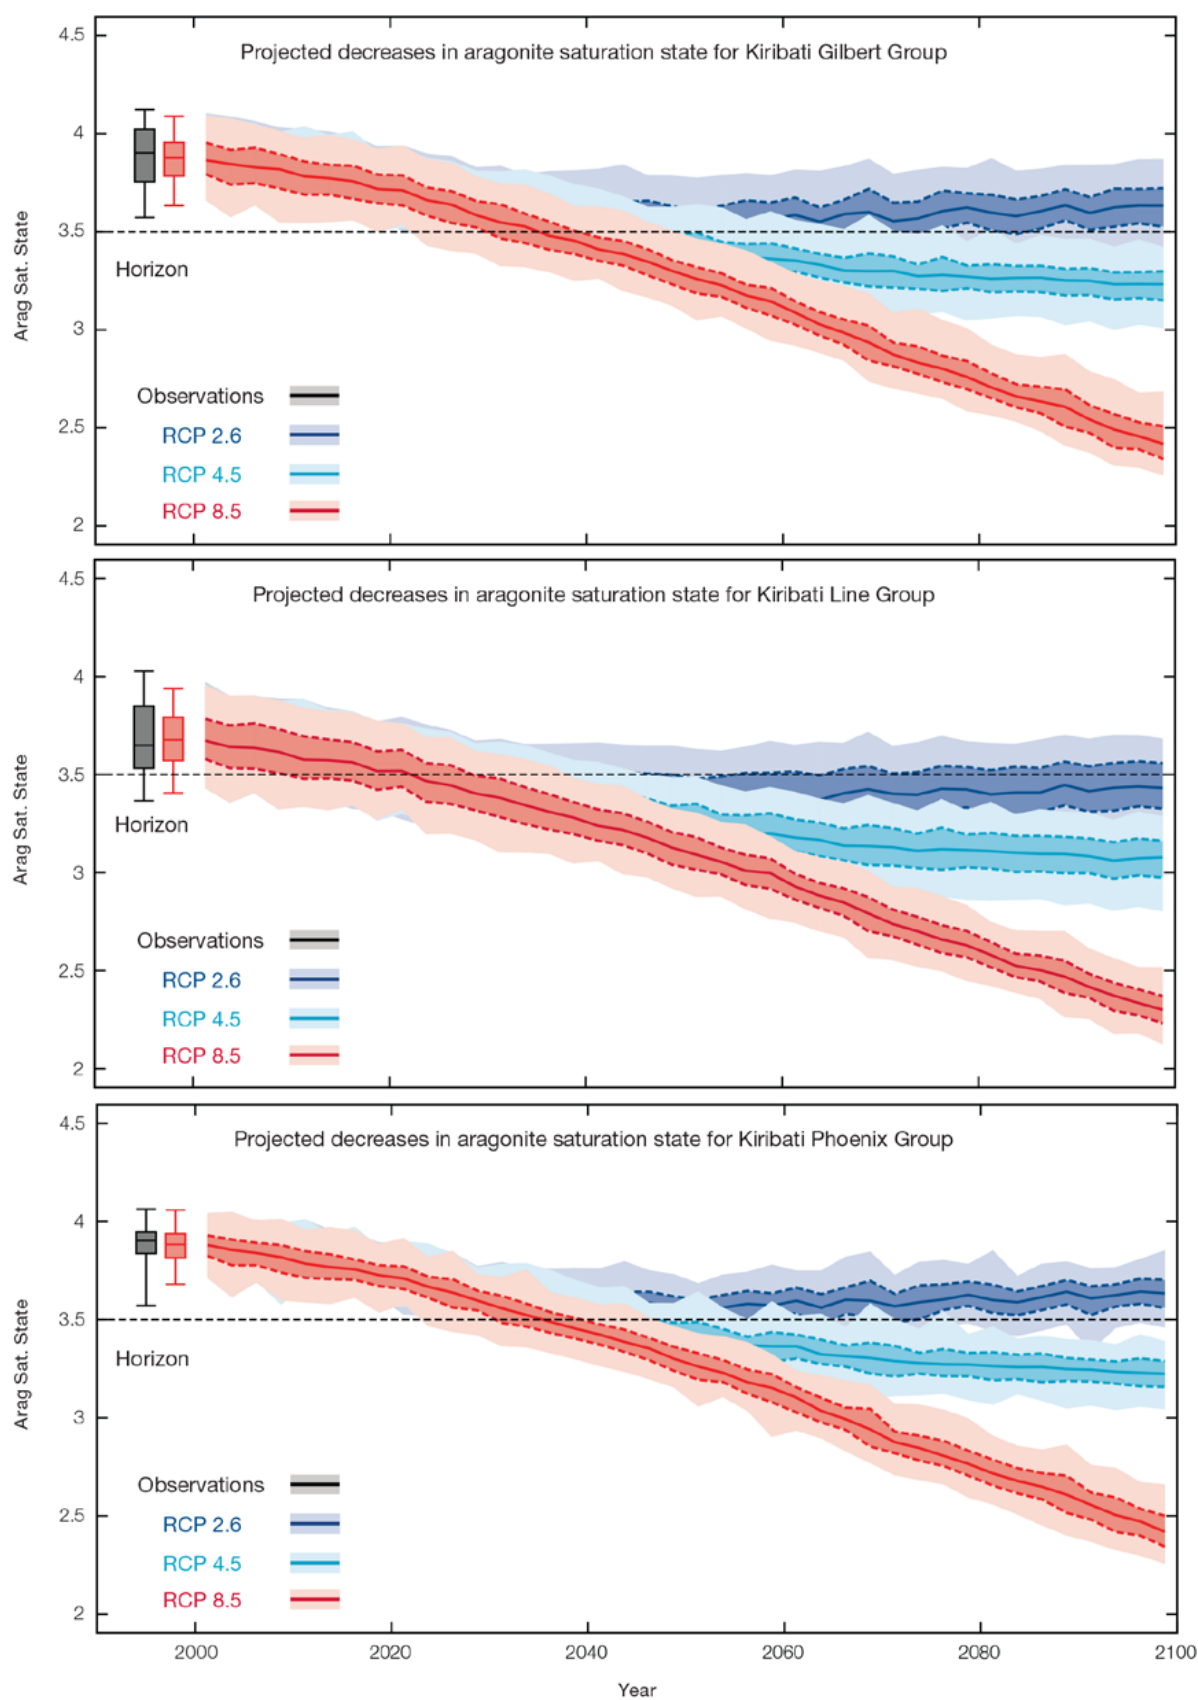 Projected decreases in aragonite saturation state for Kiribati Gilbert Group
4.5
4
3.5
3
2.5
2
Arag Sat. State
Horizon
Observations
RCP 2.6
RCP 4.5
RCP 8.5
Projected decreases in aragonite saturation state for Kiribati Line Group
4.5
4
3.5
3
2.5
2
Arag Sat. State
Horizon
Observations
RCP 2.6
RCP 4.5
RCP 8.5
Projected decreases in aragonite saturation state for Kiribati Phoenix Group
4.5
4
3.5
3
2.5
2
Arag Sat. State
Horizon
Observations
RCP 2.6
RCP 4.5
RCP 8.5
2000 2020 2040 2060 2080 2100
Year